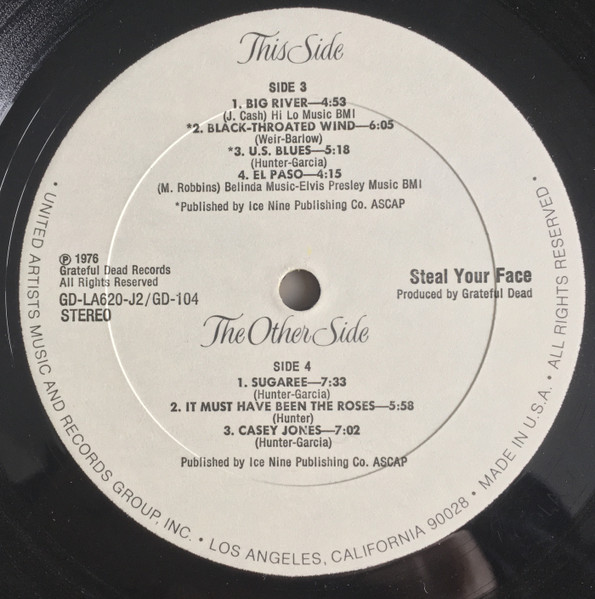 This Side
SIDE 3
1. BIG RIVER—4:53
(J. Cash) Hi Lo Music BMI
*2. BLACK-THROATED WIND—6:05
(Weir-Barlow)
*3. U.S. BLUES—5:18
(Hunter-Garcia)
4. EL PASO—4:15
(M. Robbins) Belinda Music-Elvis Presley Music BMI
*Published by Ice Nine Publishing Co. ASCAP
℗ 1976
Grateful Dead Records
All Rights Reserved
GD-LA620-J2/GD-104
STEREO
Steal Your Face
Produced by Grateful Dead
The Other Side
SIDE 4
1. SUGAREE—7:33
(Hunter-Garcia)
2. IT MUST HAVE BEEN THE ROSES—5:58
(Hunter)
3. CASEY JONES—7:02
(Hunter-Garcia)
Published by Ice Nine Publishing Co. ASCAP
• UNITED ARTISTS MUSIC AND RECORDS GROUP, INC. • LOS ANGELES, CALIFORNIA 90028 • MADE IN U.S.A. • ALL RIGHTS RESERVED •